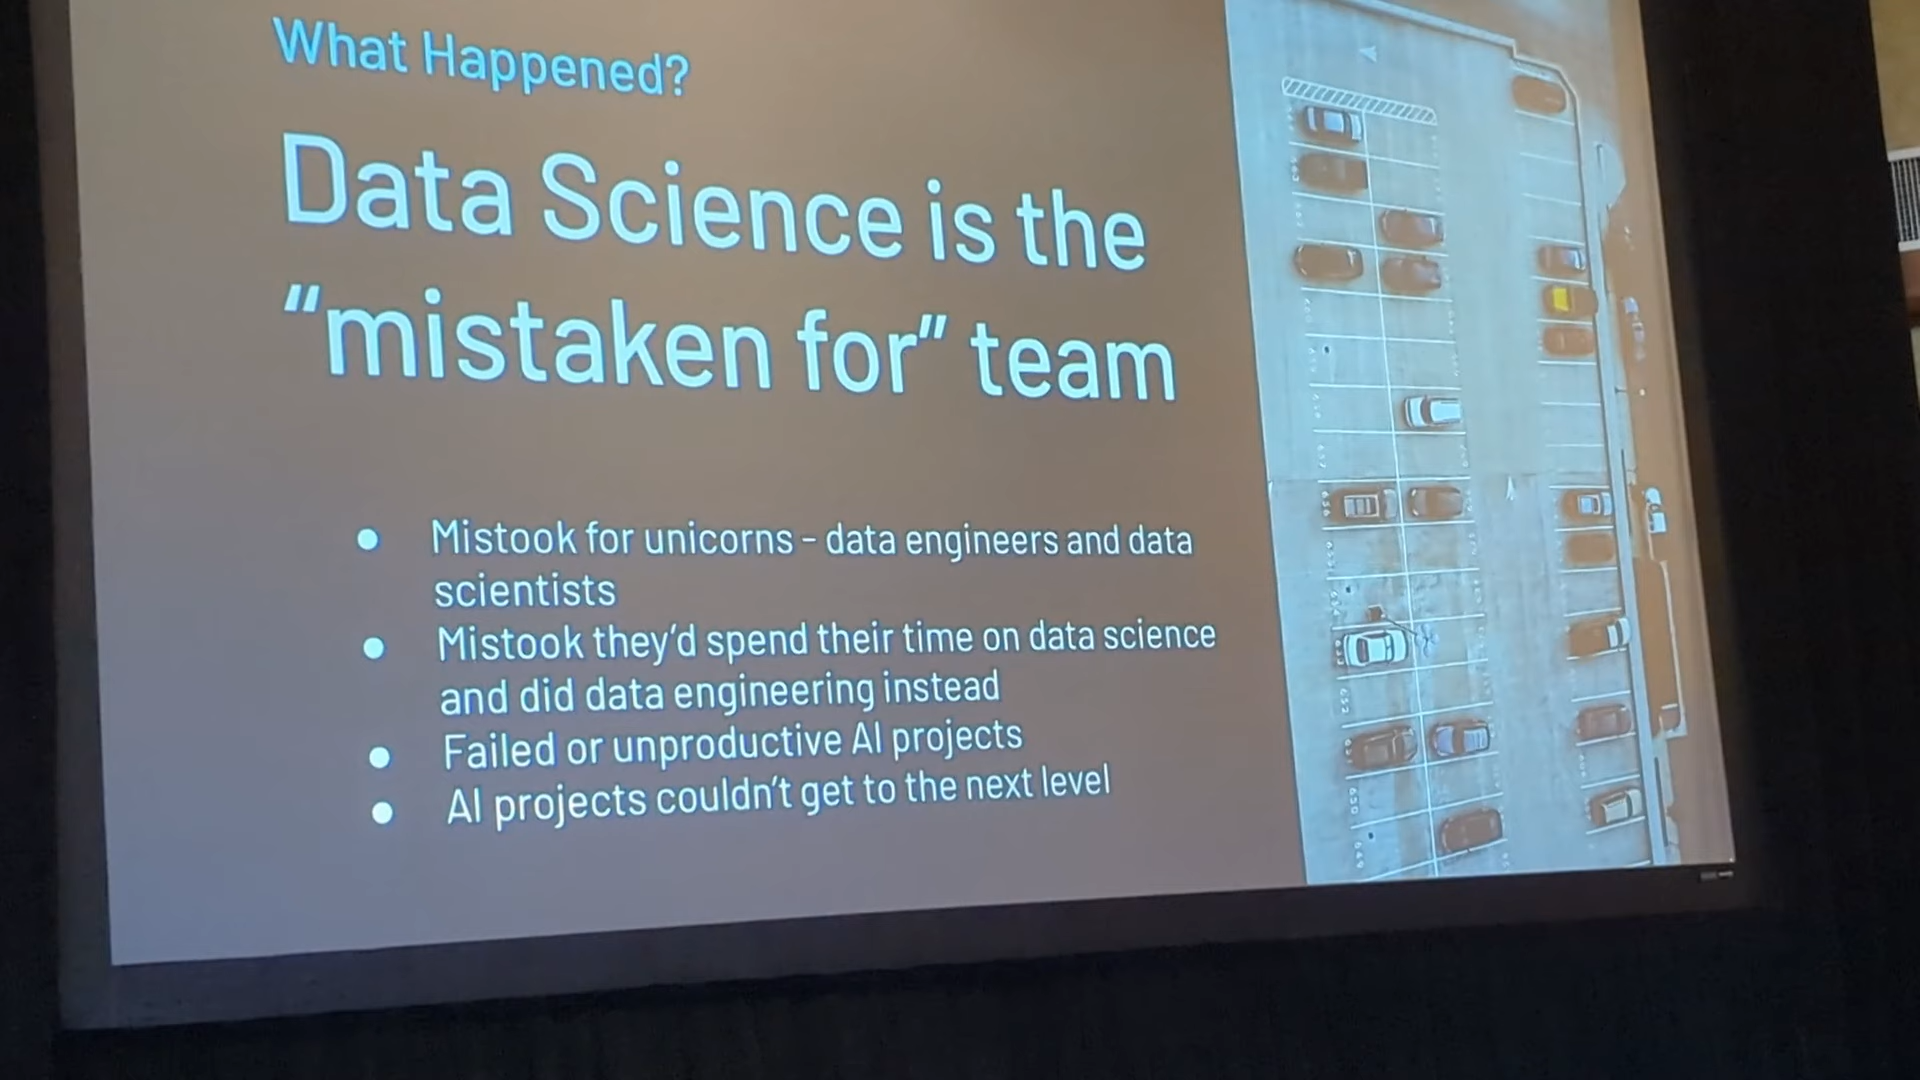 What Happened?
Data Science is the
“mistaken for” team
● Mistook for unicorns - data engineers and data
scientists
● Mistook they’d spend their time on data science
and did data engineering instead
● Failed or unproductive AI projects
● AI projects couldn’t get to the next level